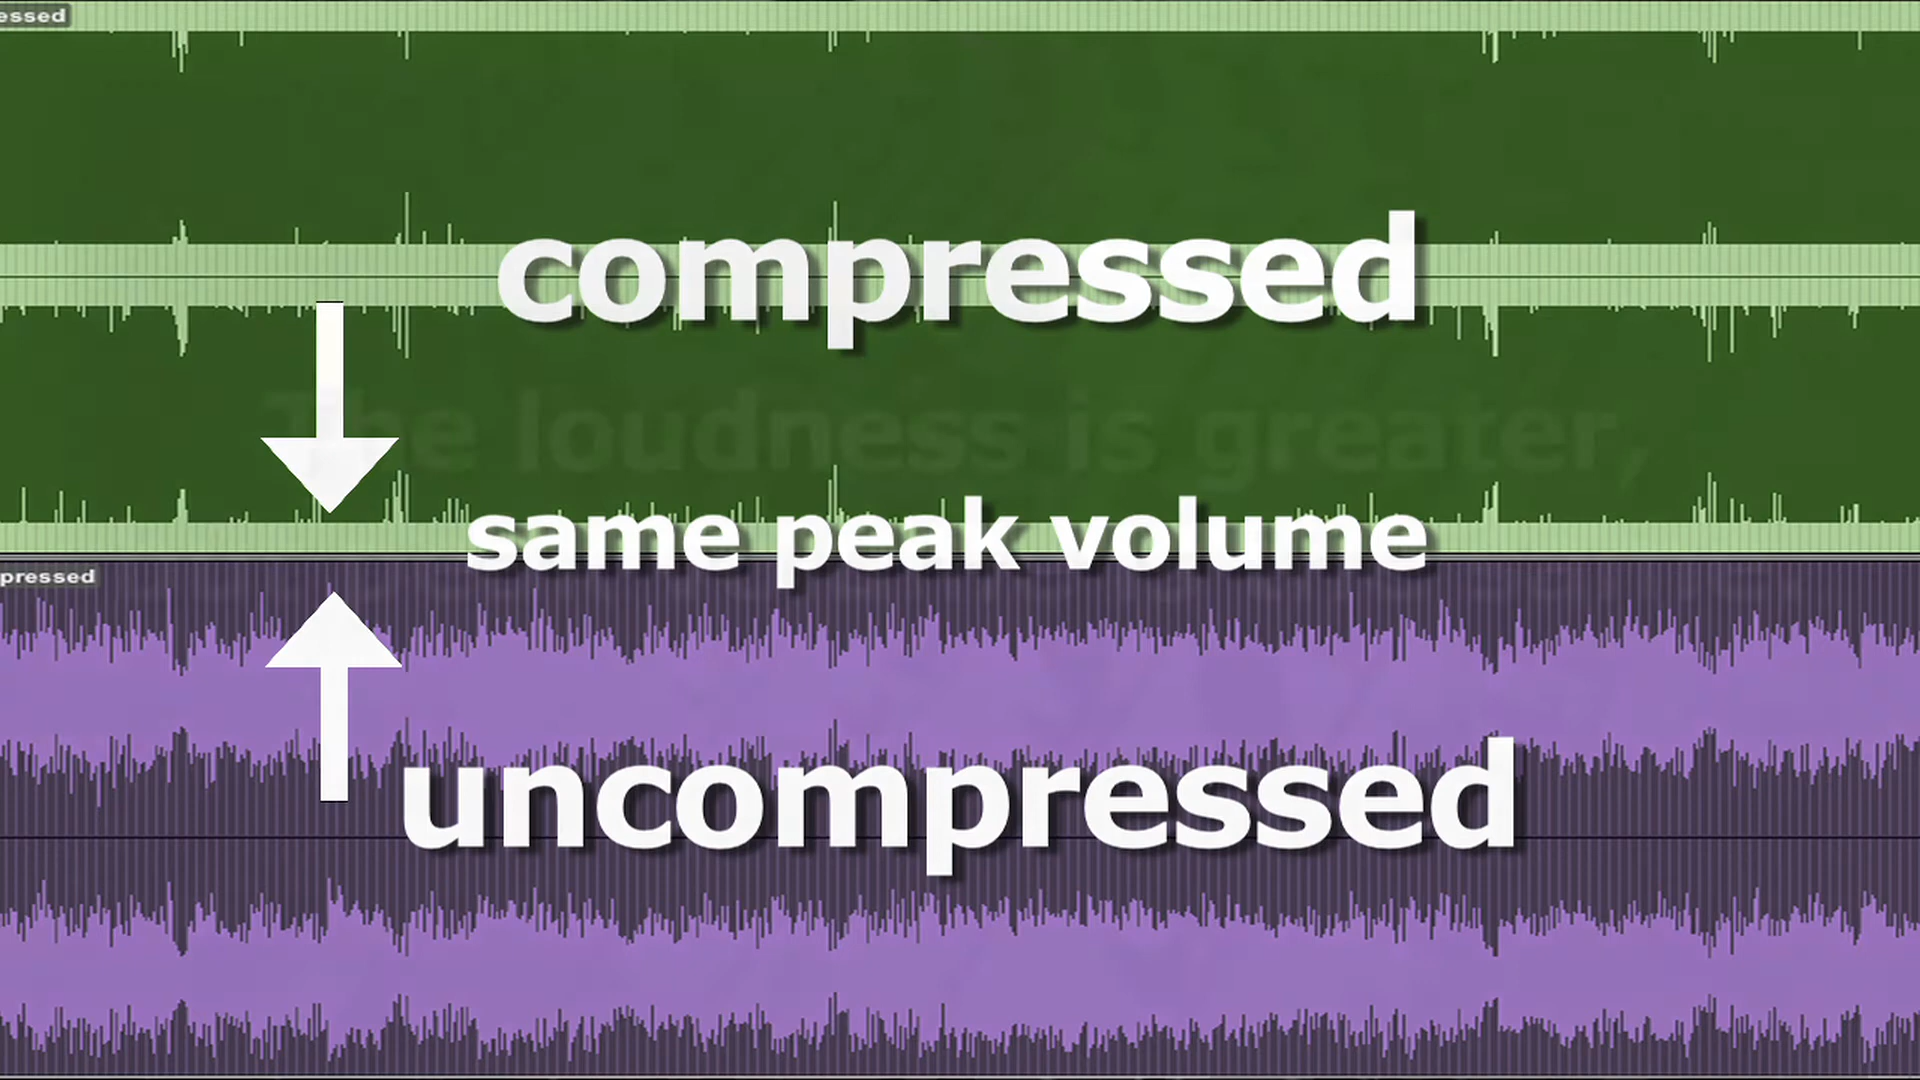 essed
compressed
The loudness is greater,
same peak volume
pressed
uncompressed